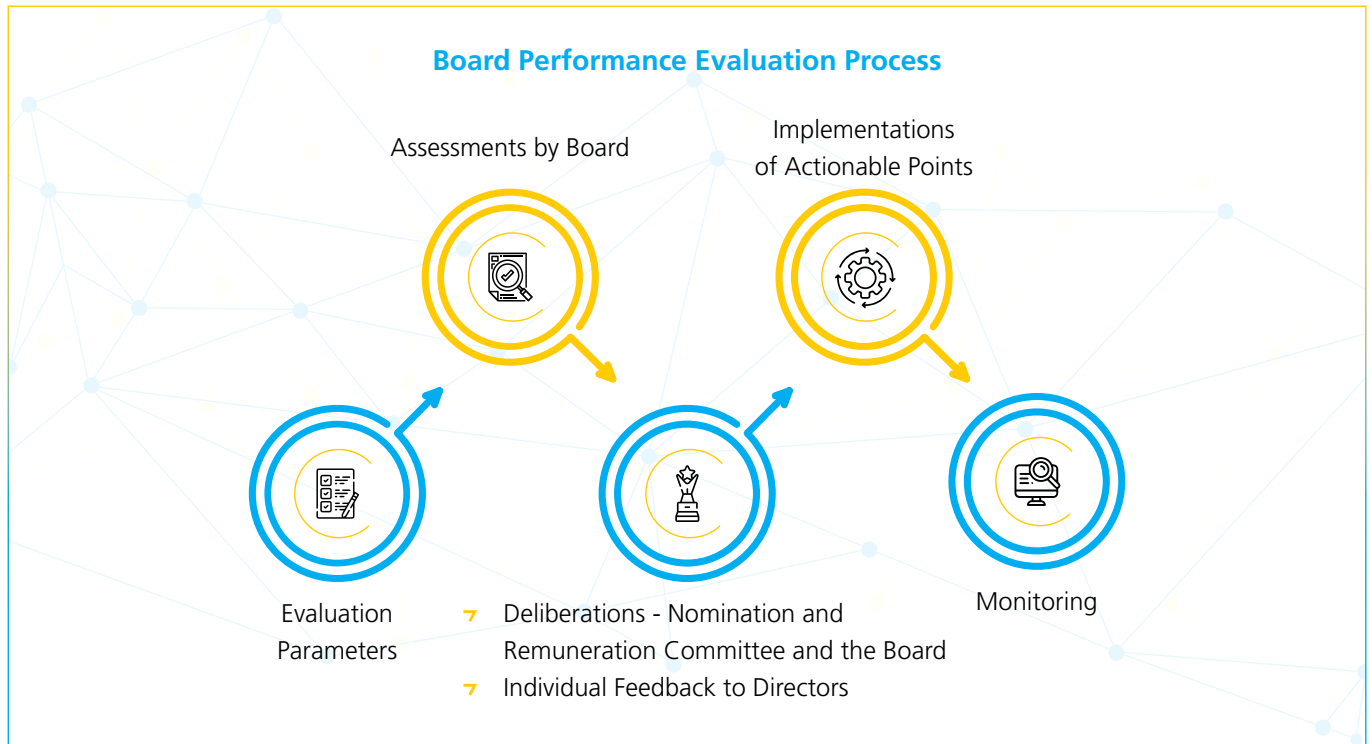 Board Performance Evaluation Process
Assessments by Board
Implementations
of Actionable Points
Evaluation
Parameters
Deliberations - Nomination and
Remuneration Committee and the Board
Individual Feedback to Directors
Monitoring